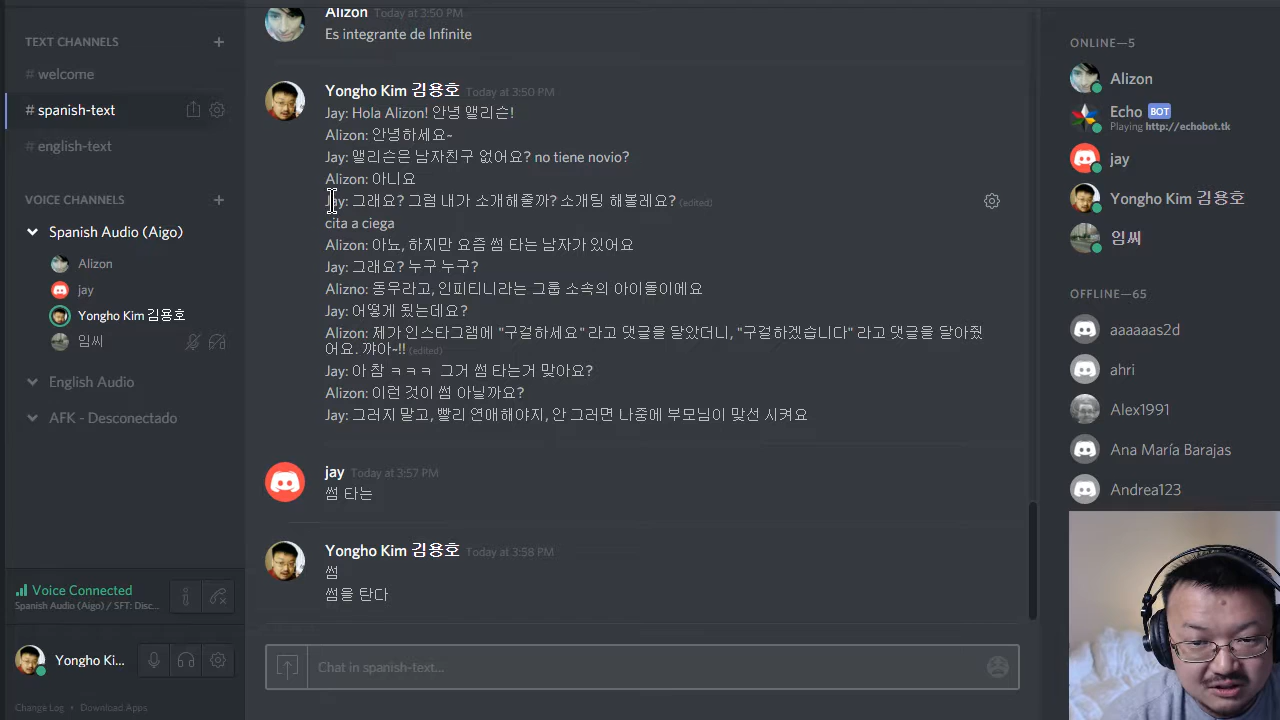 TEXT CHANNELS
# welcome
# spanish-text
# english-text
VOICE CHANNELS
Spanish Audio (Aigo)
Alizon
jay
Yongho Kim 김용호
임씨
English Audio
AFK - Desconectado
Voice Connected
Spanish Audio (Aigo) / SFT: Disc...
Yongho Ki...
Change Log • Download Apps
Alizon Today at 3:50 PM
Es integrante de Infinite
Yongho Kim 김용호 Today at 3:50 PM
Jay: Hola Alizon! 안녕 앨리슨!
Alizon: 안녕하세요~
Jay: 앨리슨은 남자친구 없어요? no tiene novio?
Alizon: 아니요
Jay: 그래요? 그럼 내가 소개해줄까? 소개팅 해볼레요? (edited)
cita a ciega
Alizon: 아뇨, 하지만 요즘 썸 타는 남자가 있어요
Jay: 그래요? 누구 누구?
Alizno: 동우라고, 인피티니라는 그룹 소속의 아이돌이에요
Jay: 어떻게 됬는데요?
Alizon: 제가 인스타그램에 "구걸하세요" 라고 댓글을 달았더니, "구걸하겠습니다" 라고 댓글을 달아줬
어요. 꺄아~!! (edited)
Jay: 아 참 ㅋㅋㅋ 그거 썸 타는거 맞아요?
Alizon: 이런 것이 썸 아닐까요?
Jay: 그러지 말고, 빨리 연애해야지, 안 그러면 나중에 부모님이 맞선 시켜요
jay Today at 3:57 PM
썸 타는
Yongho Kim 김용호 Today at 3:58 PM
썸
썸을 탄다
Chat in spanish-text...
ONLINE—5
Alizon
Echo BOT
Playing http://echobot.tk
jay
Yongho Kim 김용호
임씨
OFFLINE—65
aaaaaas2d
ahri
Alex1991
Ana María Barajas
Andrea123